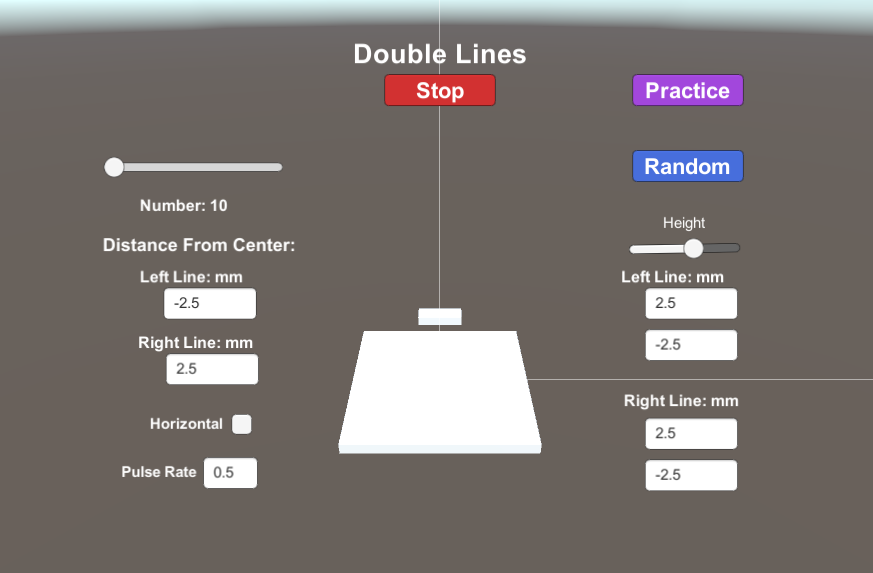 Double Lines
Stop
Practice
Random
Number: 10
Height
Distance From Center:
Left Line: mm
-2.5
Right Line: mm
2.5
Horizontal
Pulse Rate 0.5
Left Line: mm
2.5
-2.5
Right Line: mm
2.5
-2.5